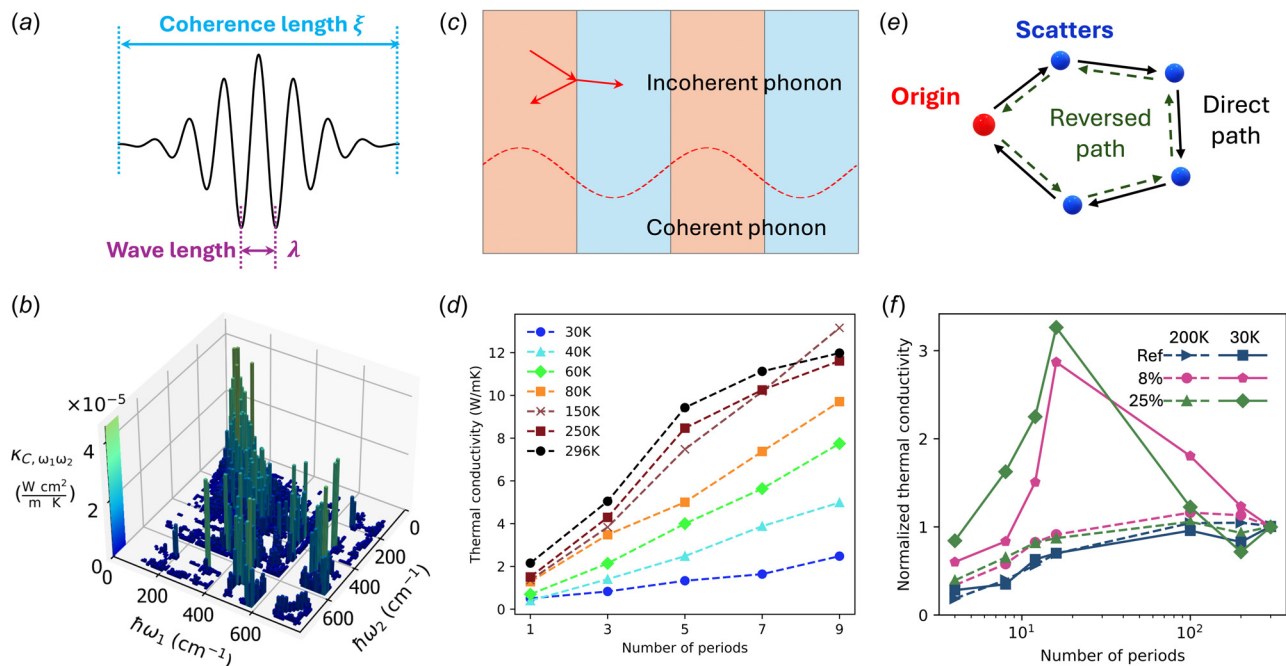 (a)
Coherence length ξ
Wave length
λ
(b)
×10⁻⁵
4
κC, ω₁ω₂
(W cm² / m K)
2
0
200
400
600
ħω₁ (cm⁻¹)
0
200
400
600
ħω₂ (cm⁻¹)
(c)
Incoherent phonon
Coherent phonon
(d)
Thermal conductivity (W/mK)
12
10
8
6
4
2
0
30K
40K
60K
80K
150K
250K
296K
1 3 5 7 9
Number of periods
(e)
Scatters
Origin
Direct
path
Reversed
path
(f)
Normalized thermal conductivity
3
2
1
0
200K 30K
Ref
8%
25%
10¹ 10²
Number of periods